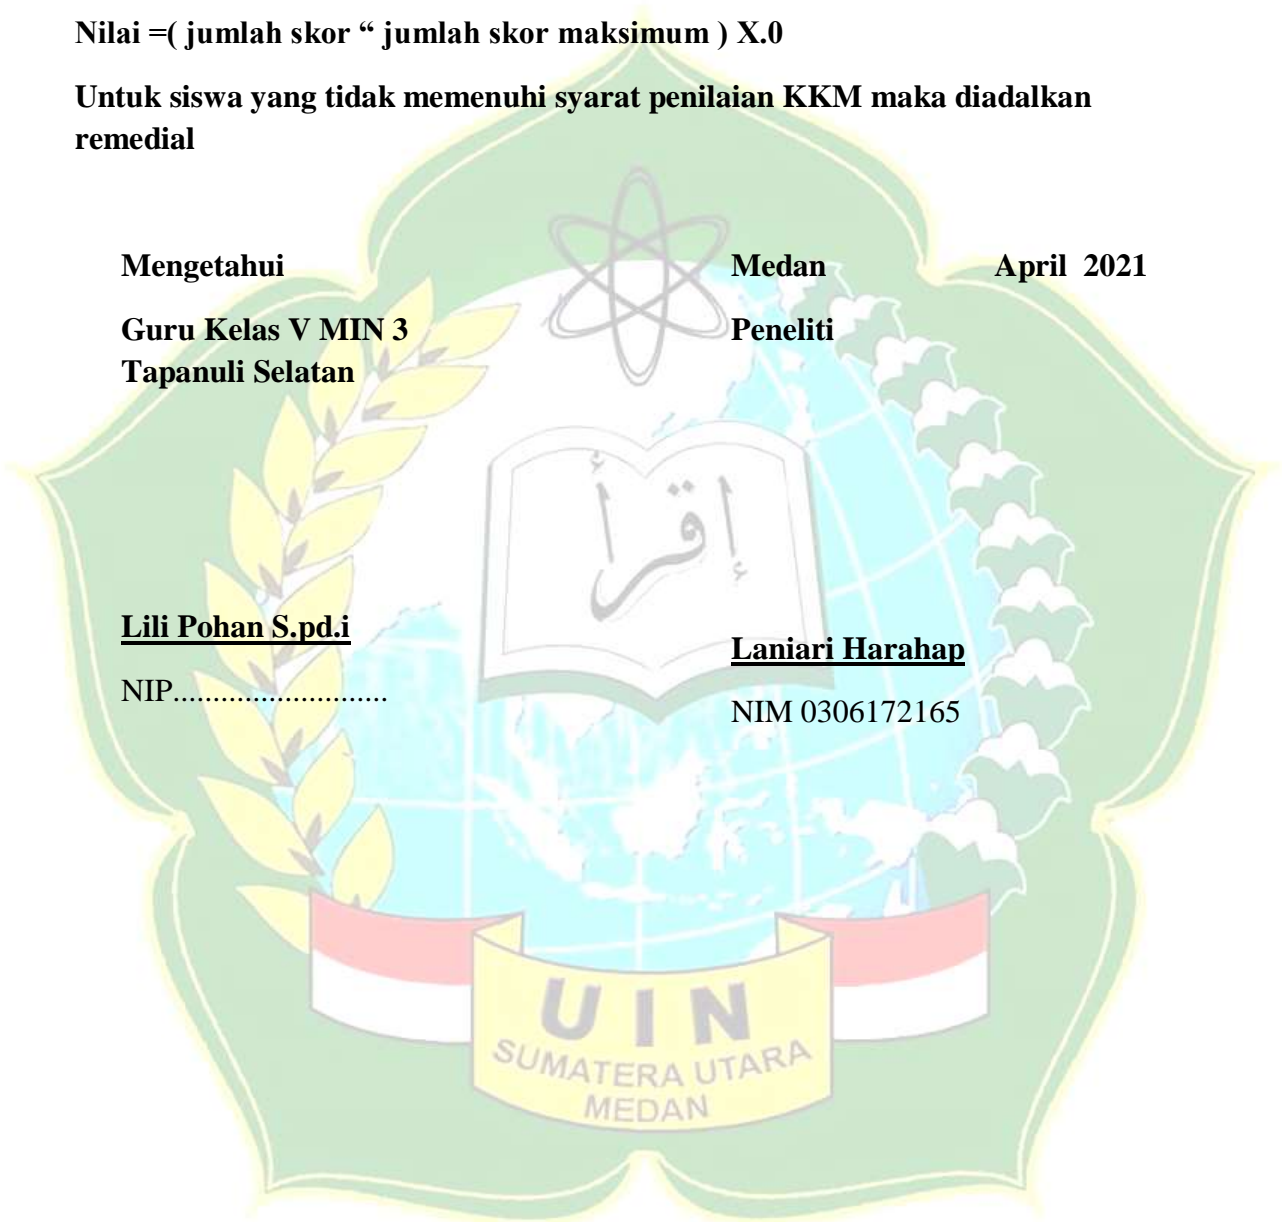 Nilai =( jumlah skor “ jumlah skor maksimum ) X.0
Untuk siswa yang tidak memenuhi syarat penilaian KKM maka diadalkan
remedial
Mengetahui
Medan April 2021
Guru Kelas V MIN 3
Tapanuli Selatan
Peneliti
إقرأ
Lili Pohan S.pd.i
NIP...........................
Laniari Harahap
NIM 0306172165
UIN
SUMATERA UTARA
MEDAN